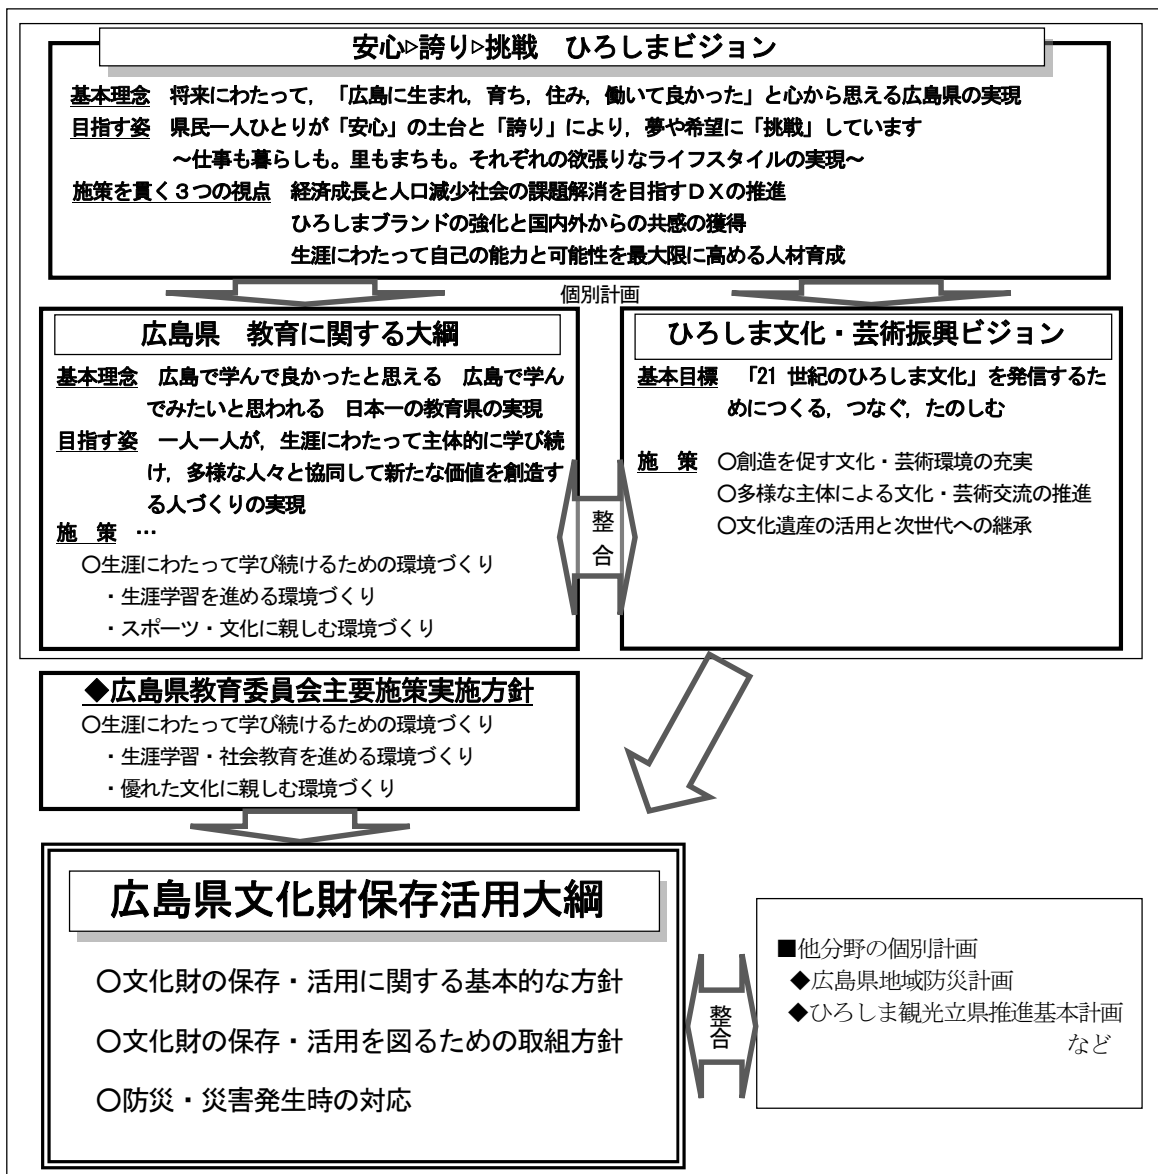 安心▷誇り▷挑戦　ひろしまビジョン
基本理念　将来にわたって，「広島に生まれ，育ち，住み，働いて良かった」と心から思える広島県の実現
目指す姿　県民一人ひとりが「安心」の土台と「誇り」により，夢や希望に「挑戦」しています
～仕事も暮らしも。里もまちも。それぞれの欲張りなライフスタイルの実現～
施策を貫く３つの視点　経済成長と人口減少社会の課題解消を目指すＤＸの推進
ひろしまブランドの強化と国内外からの共感の獲得
生涯にわたって自己の能力と可能性を最大限に高める人材育成
個別計画
広島県　教育に関する大綱
基本理念　広島で学んで良かったと思える　広島で学ん
でみたいと思われる　日本一の教育県の実現
目指す姿　一人一人が，生涯にわたって主体的に学び続
け，多様な人々と協同して新たな価値を創造す
る人づくりの実現
施　策　…
〇生涯にわたって学び続けるための環境づくり
・生涯学習を進める環境づくり
・スポーツ・文化に親しむ環境づくり
整
合
ひろしま文化・芸術振興ビジョン
基本目標　「21 世紀のひろしま文化」を発信するた
めにつくる，つなぐ，たのしむ
施　策　〇創造を促す文化・芸術環境の充実
〇多様な主体による文化・芸術交流の推進
〇文化遺産の活用と次世代への継承
◆広島県教育委員会主要施策実施方針
〇生涯にわたって学び続けるための環境づくり
・生涯学習・社会教育を進める環境づくり
・優れた文化に親しむ環境づくり
広島県文化財保存活用大綱
〇文化財の保存・活用に関する基本的な方針
〇文化財の保存・活用を図るための取組方針
〇防災・災害発生時の対応
整
合
■他分野の個別計画
◆広島県地域防災計画
◆ひろしま観光立県推進基本計画
など